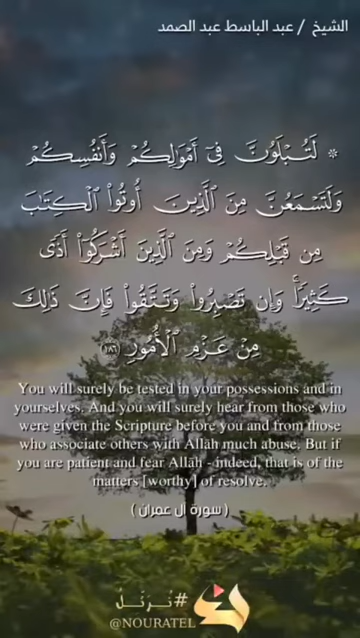 الشيخ / عبد الباسط عبد الصمد
۞ لَتُبْلَوُنَّ فِىٓ أَمْوَٰلِكُمْ وَأَنفُسِكُمْ
وَلَتَسْمَعُنَّ مِنَ ٱلَّذِينَ أُوتُوا۟ ٱلْكِتَـٰبَ
مِن قَبْلِكُمْ وَمِنَ ٱلَّذِينَ أَشْرَكُوٓا۟ أَذًى
كَثِيرًا ۚ وَإِن تَصْبِرُوا۟ وَتَتَّقُوا۟ فَإِنَّ ذَٰلِكَ
مِنْ عَزْمِ ٱلْأُمُورِ ١٨٦
You will surely be tested in your possessions and in
yourselves. And you will surely hear from those who
were given the Scripture before you and from those
who associate others with Allāh much abuse. But if
you are patient and fear Allāh - indeed, that is of the
matters [worthy] of resolve.
( سورة آل عمران )
#نُرَتِّلُ
@NOURATEL